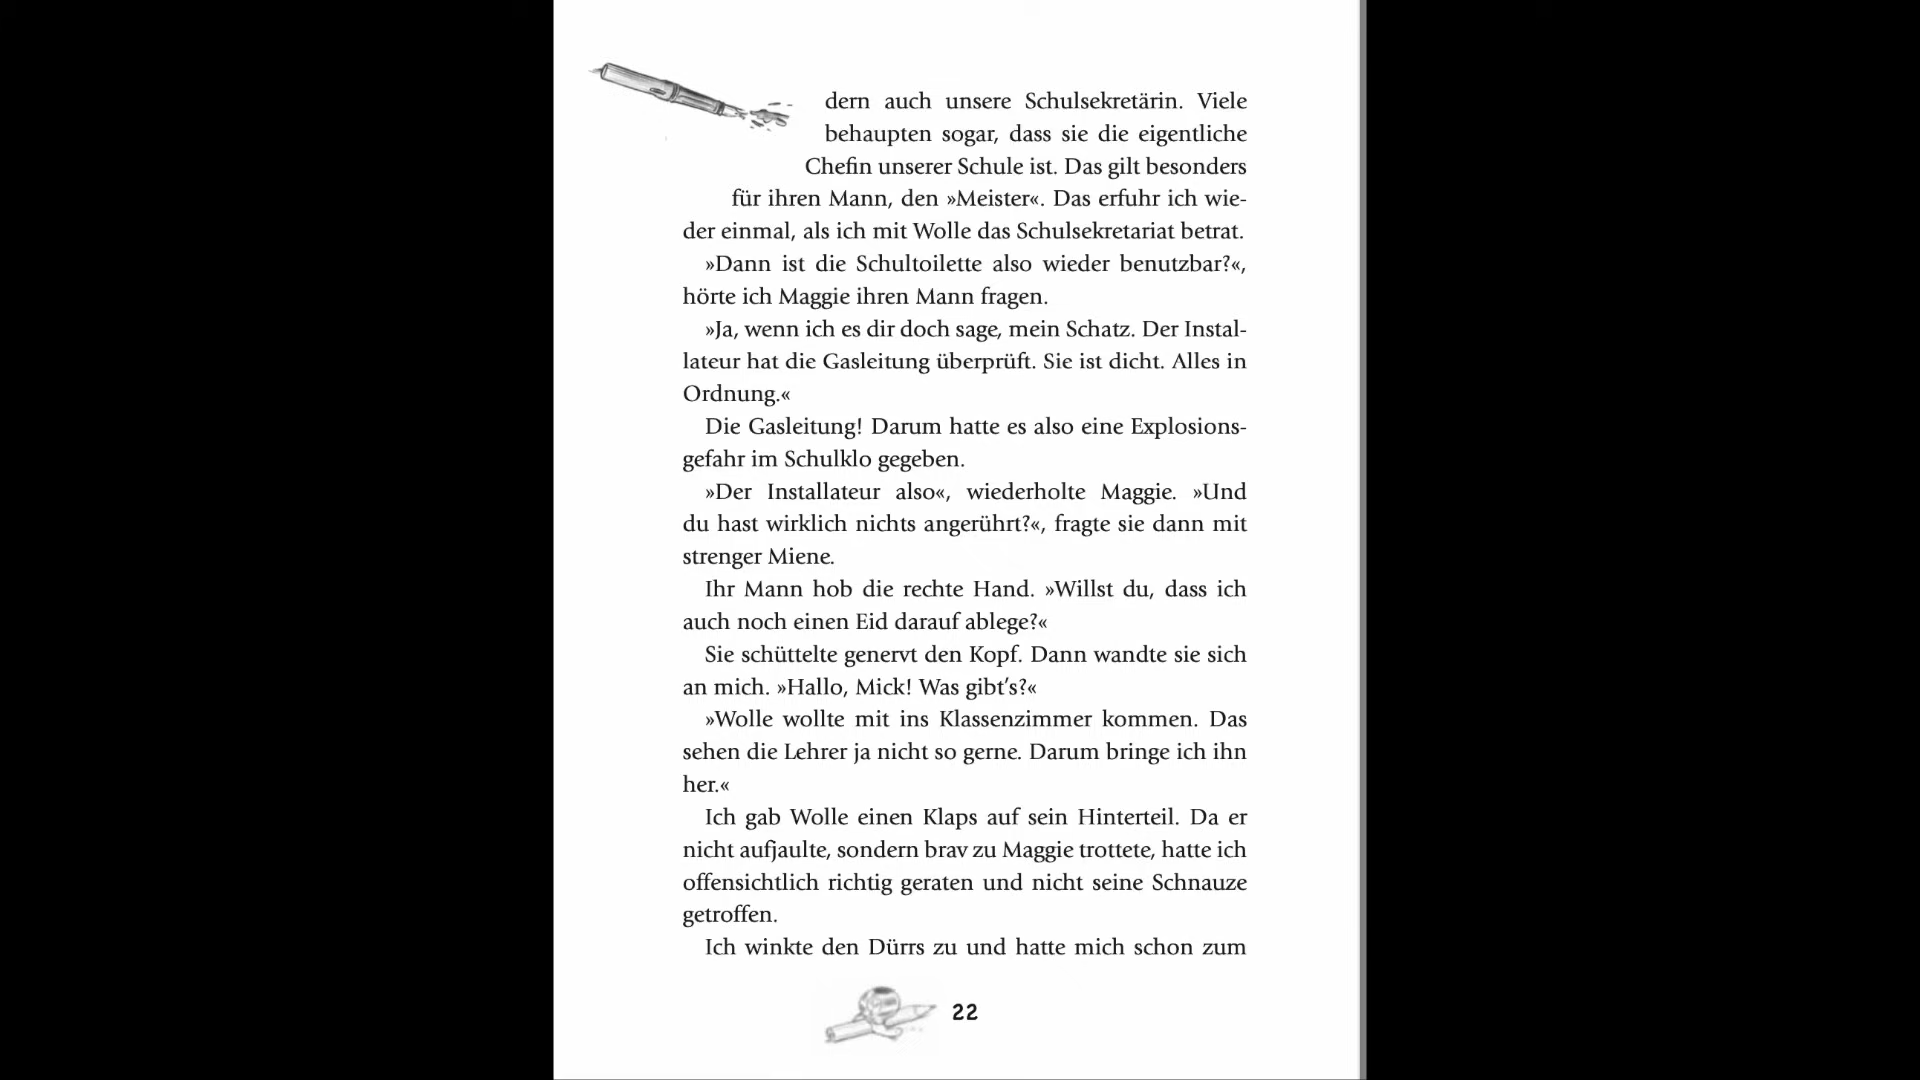 dern auch unsere Schulsekretärin. Viele
behaupten sogar, dass sie die eigentliche
Chefin unserer Schule ist. Das gilt besonders
für ihren Mann, den »Meister«. Das erfuhr ich wie-
der einmal, als ich mit Wolle das Schulsekretariat betrat.
»Dann ist die Schultoilette also wieder benutzbar?«,
hörte ich Maggie ihren Mann fragen.
»Ja, wenn ich es dir doch sage, mein Schatz. Der Instal-
lateur hat die Gasleitung überprüft. Sie ist dicht. Alles in
Ordnung.«
Die Gasleitung! Darum hatte es also eine Explosions-
gefahr im Schulklo gegeben.
»Der Installateur also«, wiederholte Maggie. »Und
du hast wirklich nichts angerührt?«, fragte sie dann mit
strenger Miene.
Ihr Mann hob die rechte Hand. »Willst du, dass ich
auch noch einen Eid darauf ablege?«
Sie schüttelte genervt den Kopf. Dann wandte sie sich
an mich. »Hallo, Mick! Was gibt’s?«
»Wolle wollte mit ins Klassenzimmer kommen. Das
sehen die Lehrer ja nicht so gerne. Darum bringe ich ihn
her.«
Ich gab Wolle einen Klaps auf sein Hinterteil. Da er
nicht aufjaulte, sondern brav zu Maggie trottete, hatte ich
offensichtlich richtig geraten und nicht seine Schnauze
getroffen.
Ich winkte den Dürrs zu und hatte mich schon zum
22